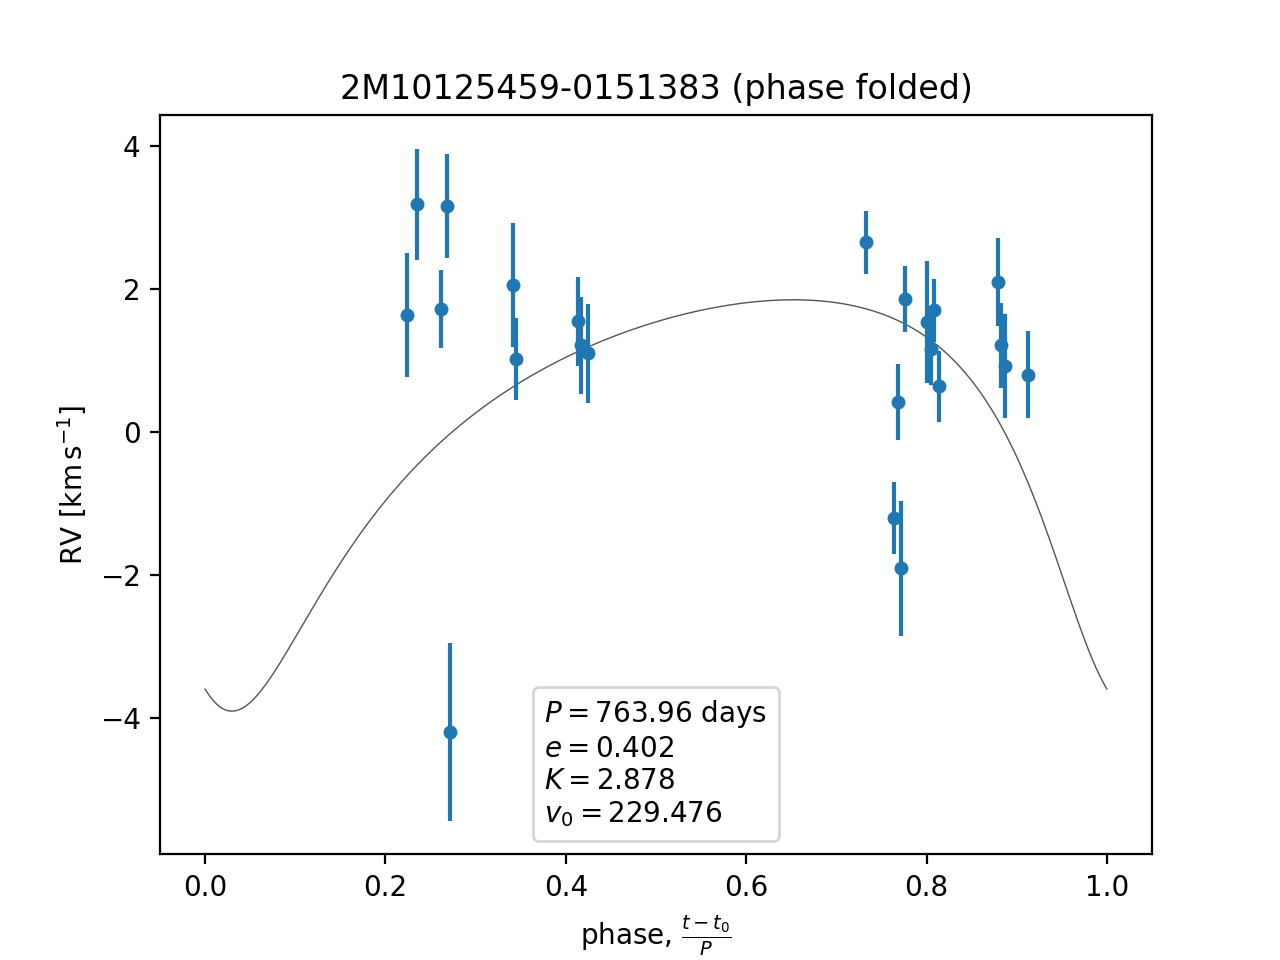 2M10125459-0151383 (phase folded)
RV [km s⁻¹]
4
2
0
−2
−4
P = 763.96 days
e = 0.402
K = 2.878
v₀ = 229.476
0.0 0.2 0.4 0.6 0.8 1.0
phase, (t − t₀)/P